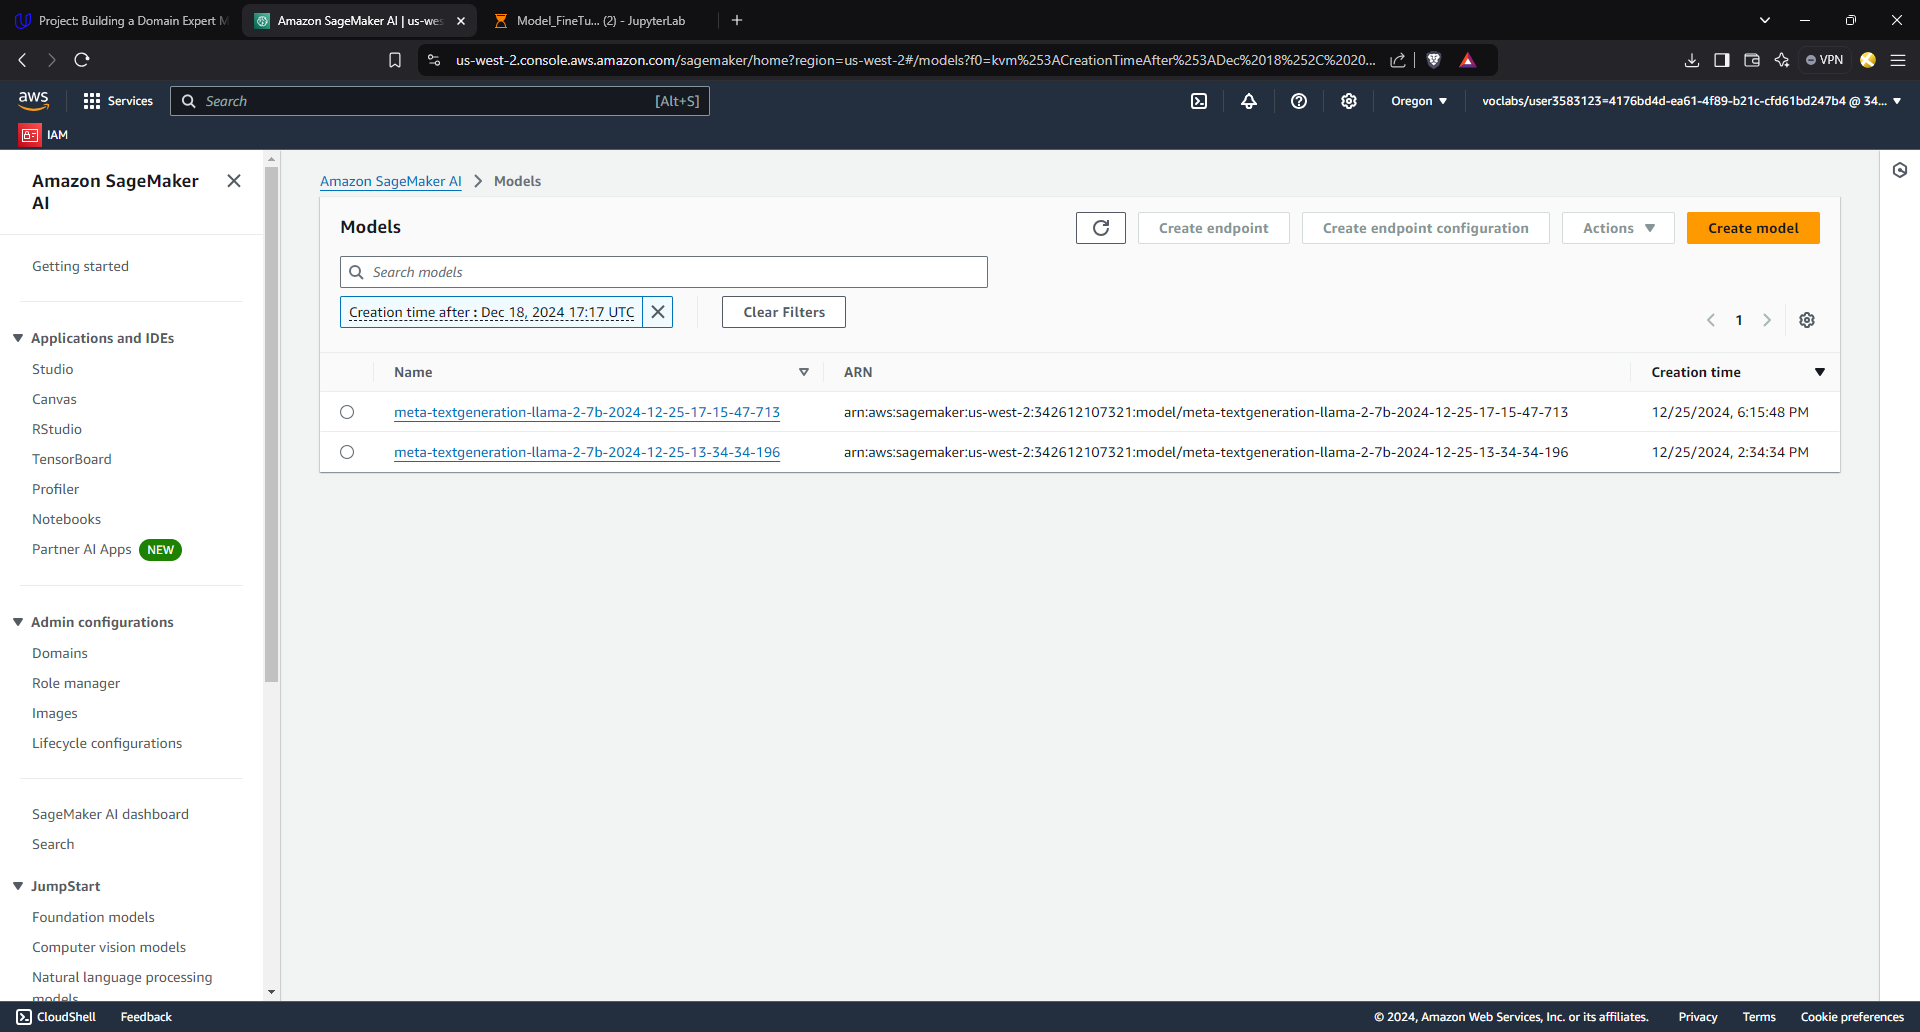 Project: Building a Domain Expert M
Amazon SageMaker AI | us-wes
Model_FineTu... (2) - JupyterLab
us-west-2.console.aws.amazon.com/sagemaker/home?region=us-west-2#/models?f0=kvm%253ACreationTimeAfter%253ADec%2018%252C%2020...
VPN
aws
Services
Search
[Alt+S]
Oregon
voclabs/user3583123=4176bd4d-ea61-4f89-b21c-cfd61bd247b4 @ 34...
IAM
Amazon SageMaker
AI
Getting started
Applications and IDEs
Studio
Canvas
RStudio
TensorBoard
Profiler
Notebooks
Partner AI Apps NEW
Admin configurations
Domains
Role manager
Images
Lifecycle configurations
SageMaker AI dashboard
Search
JumpStart
Foundation models
Computer vision models
Natural language processing
models
Amazon SageMaker AI > Models
Models
Create endpoint
Create endpoint configuration
Actions
Create model
Search models
Creation time after : Dec 18, 2024 17:17 UTC
Clear Filters
1
Name
ARN
Creation time
meta-textgeneration-llama-2-7b-2024-12-25-17-15-47-713
arn:aws:sagemaker:us-west-2:342612107321:model/meta-textgeneration-llama-2-7b-2024-12-25-17-15-47-713
12/25/2024, 6:15:48 PM
meta-textgeneration-llama-2-7b-2024-12-25-13-34-34-196
arn:aws:sagemaker:us-west-2:342612107321:model/meta-textgeneration-llama-2-7b-2024-12-25-13-34-34-196
12/25/2024, 2:34:34 PM
CloudShell
Feedback
© 2024, Amazon Web Services, Inc. or its affiliates.
Privacy
Terms
Cookie preferences